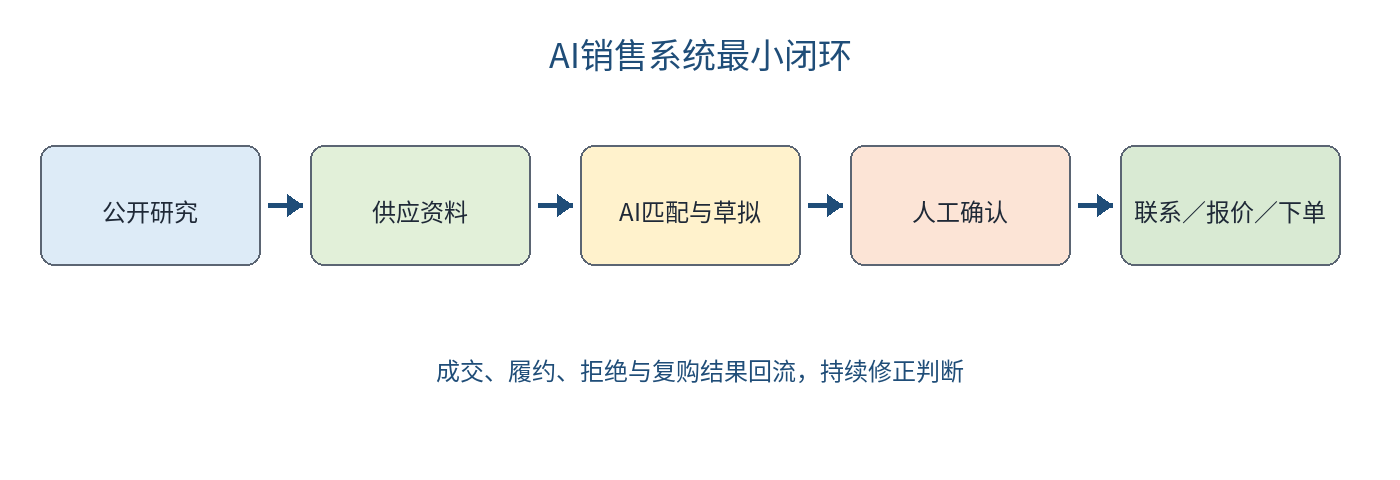 AI销售系统最小闭环
公开研究
供应资料
AI匹配与草拟
人工确认
联系／报价／下单
成交、履约、拒绝与复购结果回流，持续修正判断